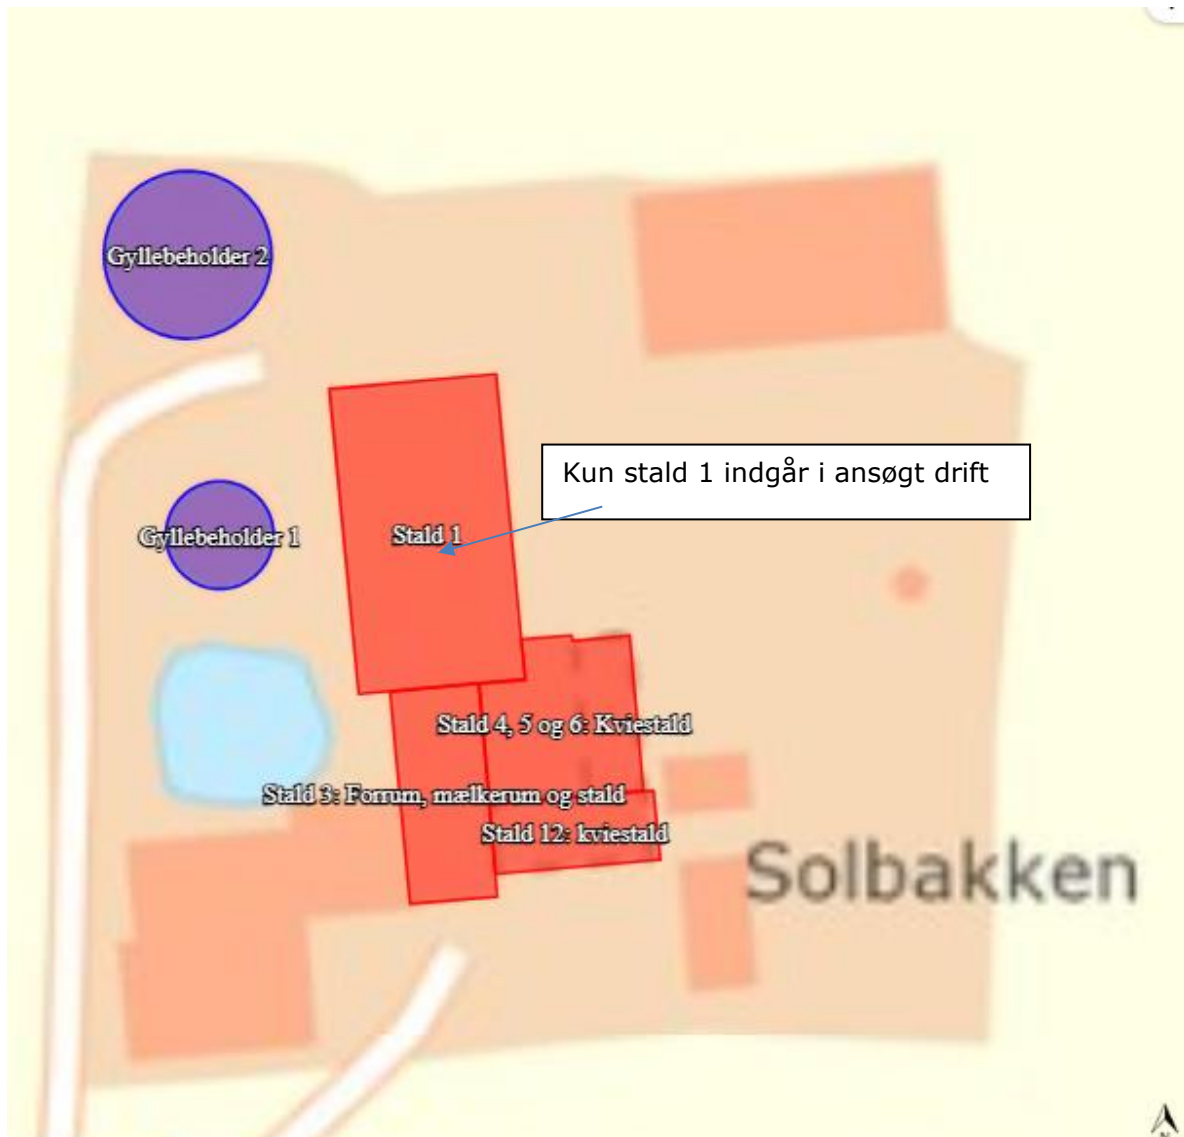 Gyllebeholder 2
Kun stald 1 indgår i ansøgt drift
Gyllebeholder 1
Stald 1
Stald 4, 5 og 6: Kviestald
Stald 3: Forrum, mælkerum og stald
Stald 12: kviestald
Solbakken